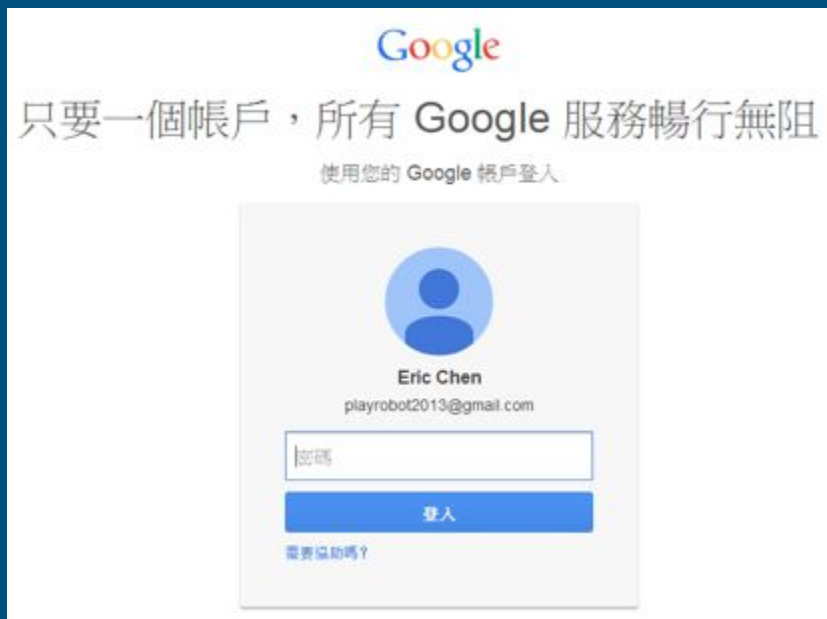 Google
只要一個帳戶，所有 Google 服務暢行無阻
使用您的 Google 帳戶登入
Eric Chen
playrobot2013@gmail.com
密碼
登入
需要協助嗎?